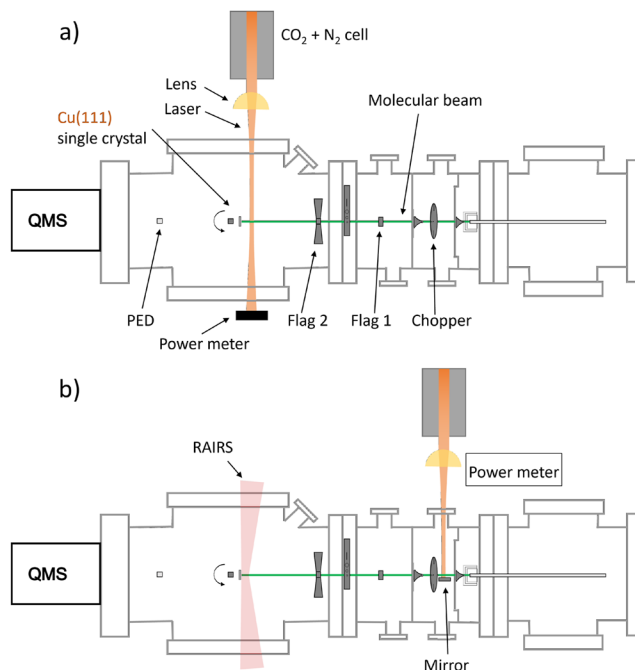 a)
CO₂ + N₂ cell
Lens
Laser
Molecular beam
Cu(111)
single crystal
QMS
PED
Power meter
Flag 2
Flag 1
Chopper
b)
RAIRS
Power meter
QMS
Mirror